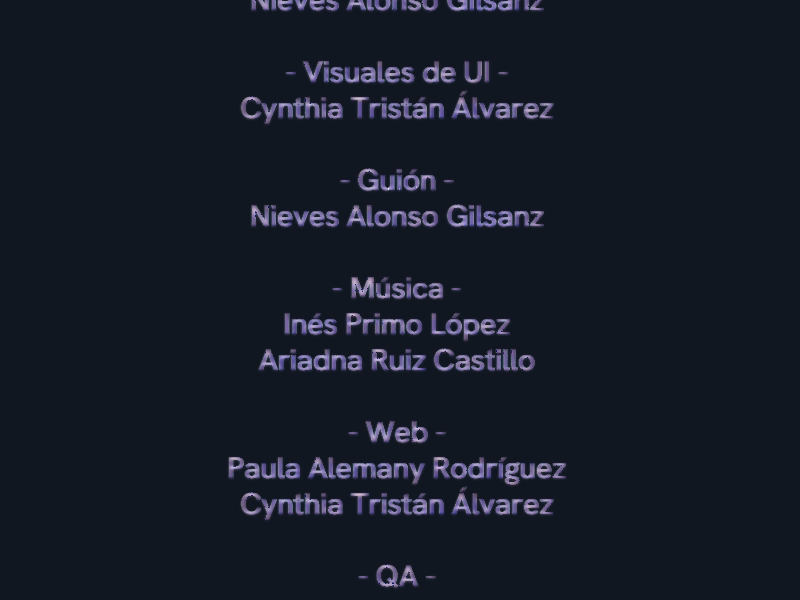 Nieves Alonso Gilsanz
- Visuales de UI -
Cynthia Tristán Álvarez
- Guión -
Nieves Alonso Gilsanz
- Música -
Inés Primo López
Ariadna Ruiz Castillo
- Web -
Paula Alemany Rodríguez
Cynthia Tristán Álvarez
- QA -